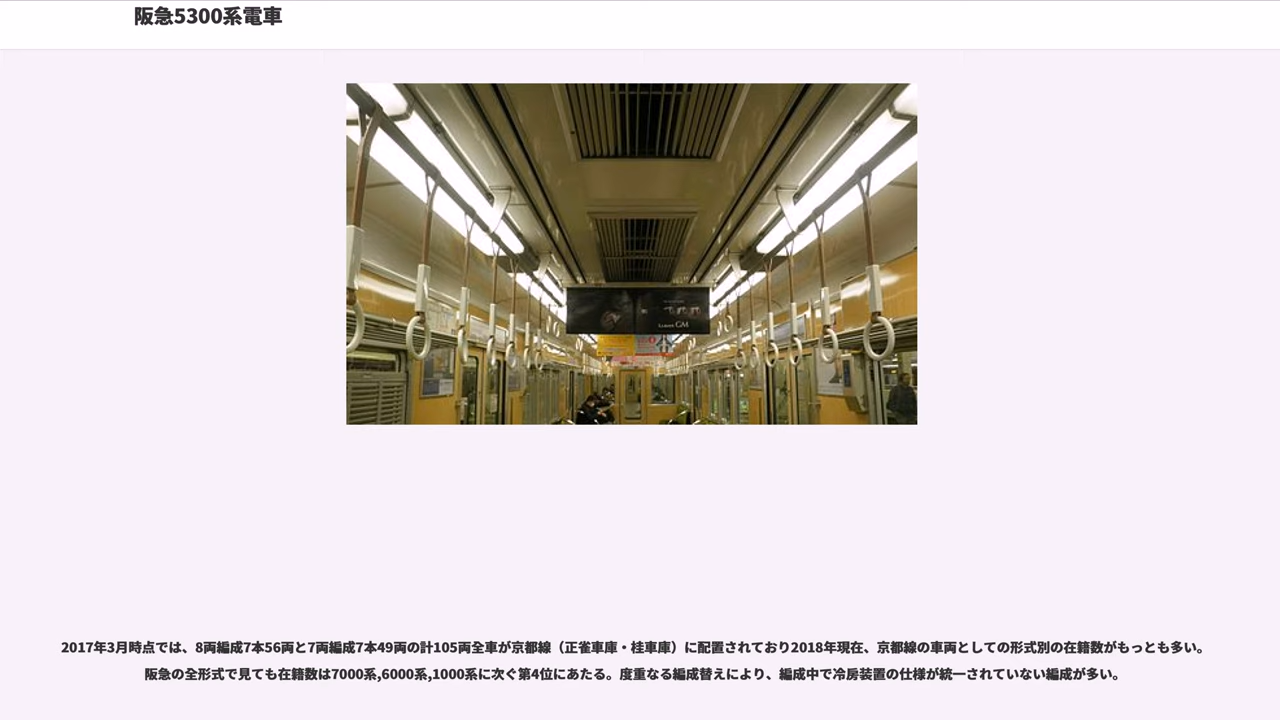 阪急5300系電車
2017年3月時点では、8両編成7本56両と7両編成7本49両の計105両全車が京都線（正雀車庫・桂車庫）に配置されており2018年現在、京都線の車両としての形式別の在籍数がもっとも多い。
阪急の全形式で見ても在籍数は7000系,6000系,1000系に次ぐ第4位にあたる。度重なる編成替えにより、編成中で冷房装置の仕様が統一されていない編成が多い。